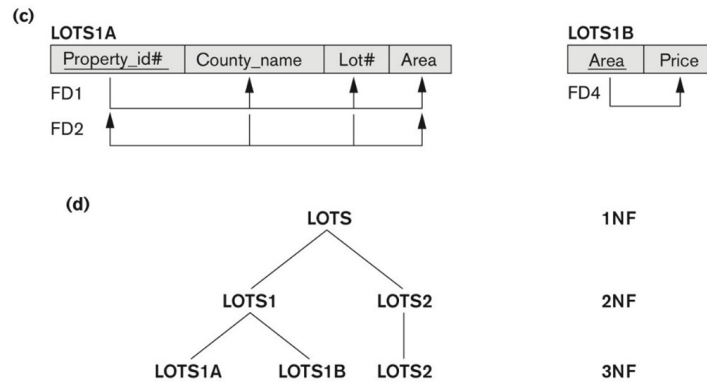 (c)
LOTS1A LOTS1B
Property_id# County_name Lot# Area Area Price
FD1 FD4
FD2
(d)
LOTS 1NF
LOTS1 LOTS2 2NF
LOTS1A LOTS1B LOTS2 3NF